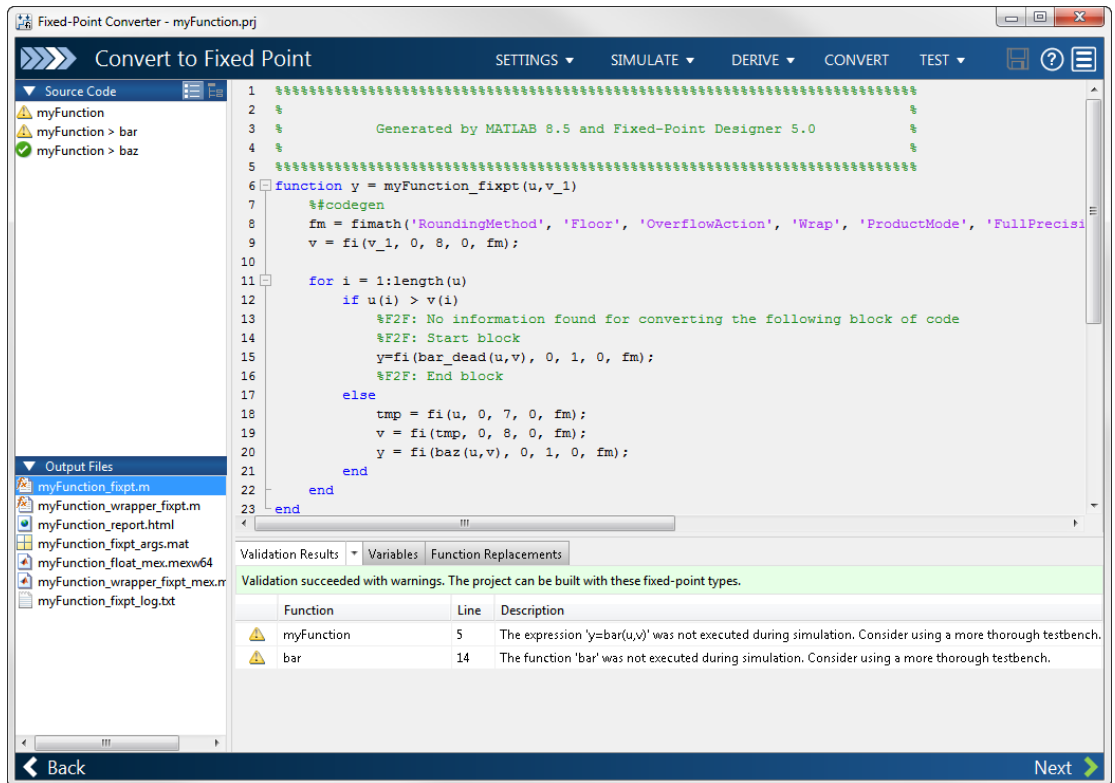 Fixed-Point Converter - myFunction.prj
Convert to Fixed Point
SETTINGS
SIMULATE
DERIVE
CONVERT
TEST
Source Code
myFunction
myFunction > bar
myFunction > baz
1 %%%%%%%%%%%%%%%%%%%%%%%%%%%%%%%%%%%%%%%%%%%%%%%%%%%%%%%%%%%%%%%%%%%%%%%%%%
2 % %
3 % Generated by MATLAB 8.5 and Fixed-Point Designer 5.0 %
4 % %
5 %%%%%%%%%%%%%%%%%%%%%%%%%%%%%%%%%%%%%%%%%%%%%%%%%%%%%%%%%%%%%%%%%%%%%%%%%%
6 function y = myFunction_fixpt(u,v_1)
7 %#codegen
8 fm = fimath('RoundingMethod', 'Floor', 'OverflowAction', 'Wrap', 'ProductMode', 'FullPrecisi
9 v = fi(v_1, 0, 8, 0, fm);
10
11 for i = 1:length(u)
12 if u(i) > v(i)
13 %F2F: No information found for converting the following block of code
14 %F2F: Start block
15 y=fi(bar_dead(u,v), 0, 1, 0, fm);
16 %F2F: End block
17 else
18 tmp = fi(u, 0, 7, 0, fm);
19 v = fi(tmp, 0, 8, 0, fm);
20 y = fi(baz(u,v), 0, 1, 0, fm);
21 end
22 end
23 end
Output Files
myFunction_fixpt.m
myFunction_wrapper_fixpt.m
myFunction_report.html
myFunction_fixpt_args.mat
myFunction_float_mex.mexw64
myFunction_wrapper_fixpt_mex.m
myFunction_fixpt_log.txt
Validation Results
Variables
Function Replacements
Validation succeeded with warnings. The project can be built with these fixed-point types.
Function Line Description
myFunction 5 The expression 'y=bar(u,v)' was not executed during simulation. Consider using a more thorough testbench.
bar 14 The function 'bar' was not executed during simulation. Consider using a more thorough testbench.
Back
Next